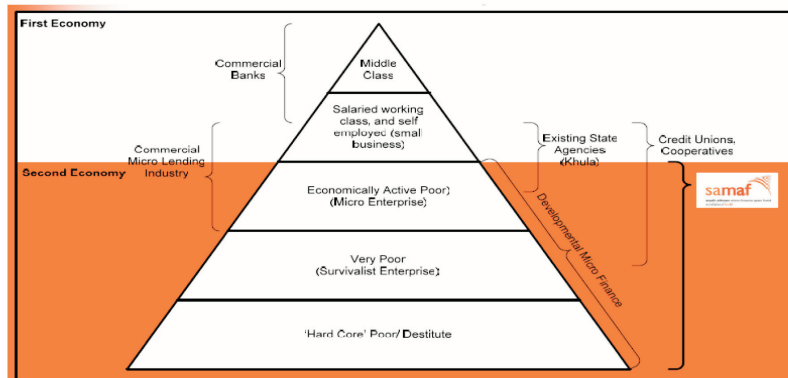 First Economy
Commercial
Banks
Middle
Class
Salaried working
class, and self
employed (small
business)
Existing State
Agencies
(Khula)
Credit Unions,
Cooperatives
Commercial
Micro Lending
Industry
Second Economy
Economically Active Poor)
(Micro Enterprise)
samaf
Developmental Micro Finance
Very Poor
(Survivalist Enterprise)
‘Hard Core’ Poor/ Destitute